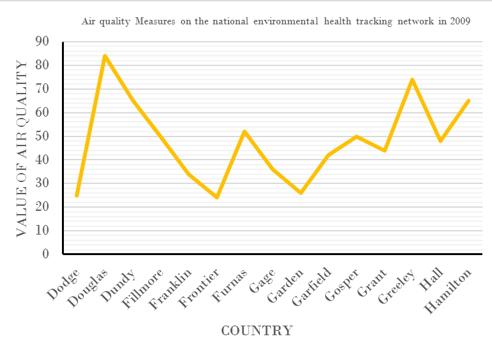 Air quality Measures on the national environmental health tracking network in 2009
90
80
70
60
50
40
30
20
10
0
VALUE OF AIR QUALITY
Dodge
Douglas
Dundy
Fillmore
Franklin
Frontier
Furnas
Gage
Garden
Garfield
Gosper
Grant
Greeley
Hall
Hamilton
COUNTRY